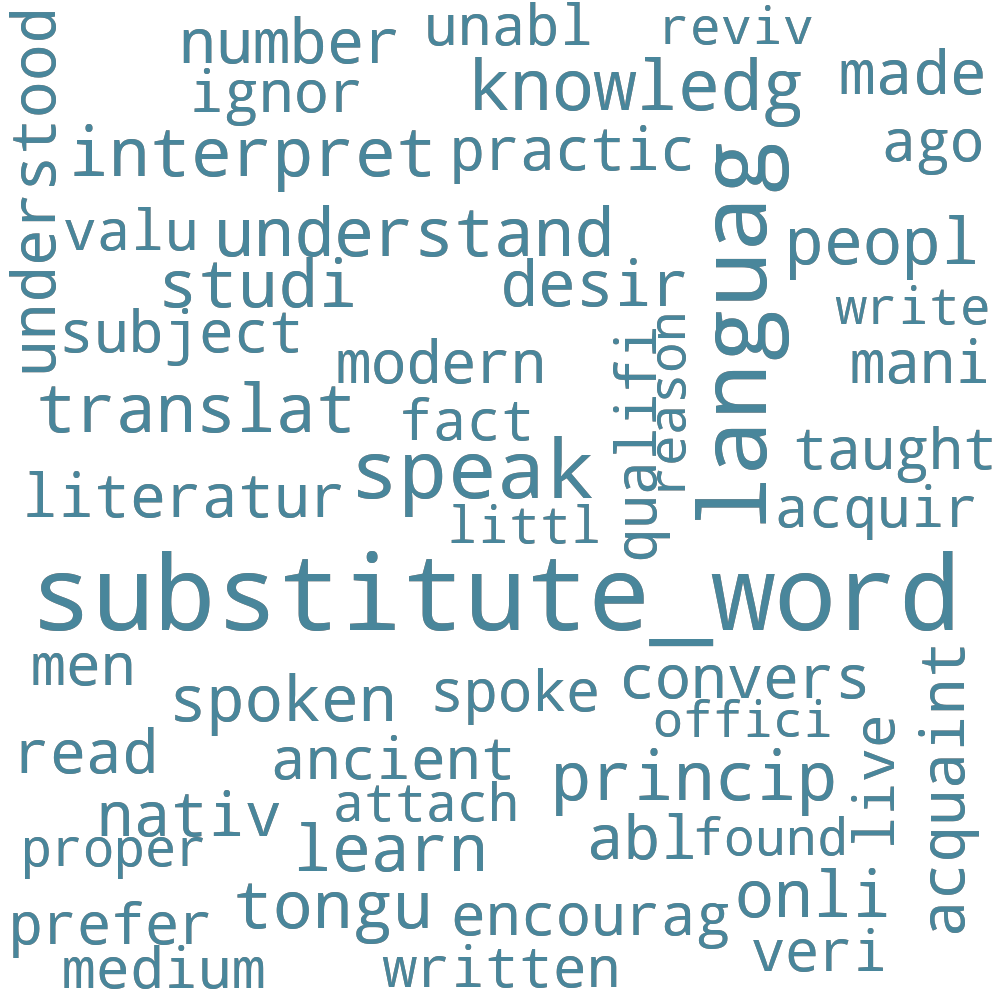 understood
number
unabl
reviv
ignor
knowledg
made
interpret
practic
ago
languag
valu
understand
peopl
studi
desir
write
subject
modern
qualifi
reason
mani
translat
fact
taught
speak
literatur
littl
acquir
substitute_word
men
spoken
spoke
convers
acquaint
offici
read
ancient
princip
live
nativ
attach
proper
learn
abl
found
prefer
tongu
encourag
onli
medium
written
veri